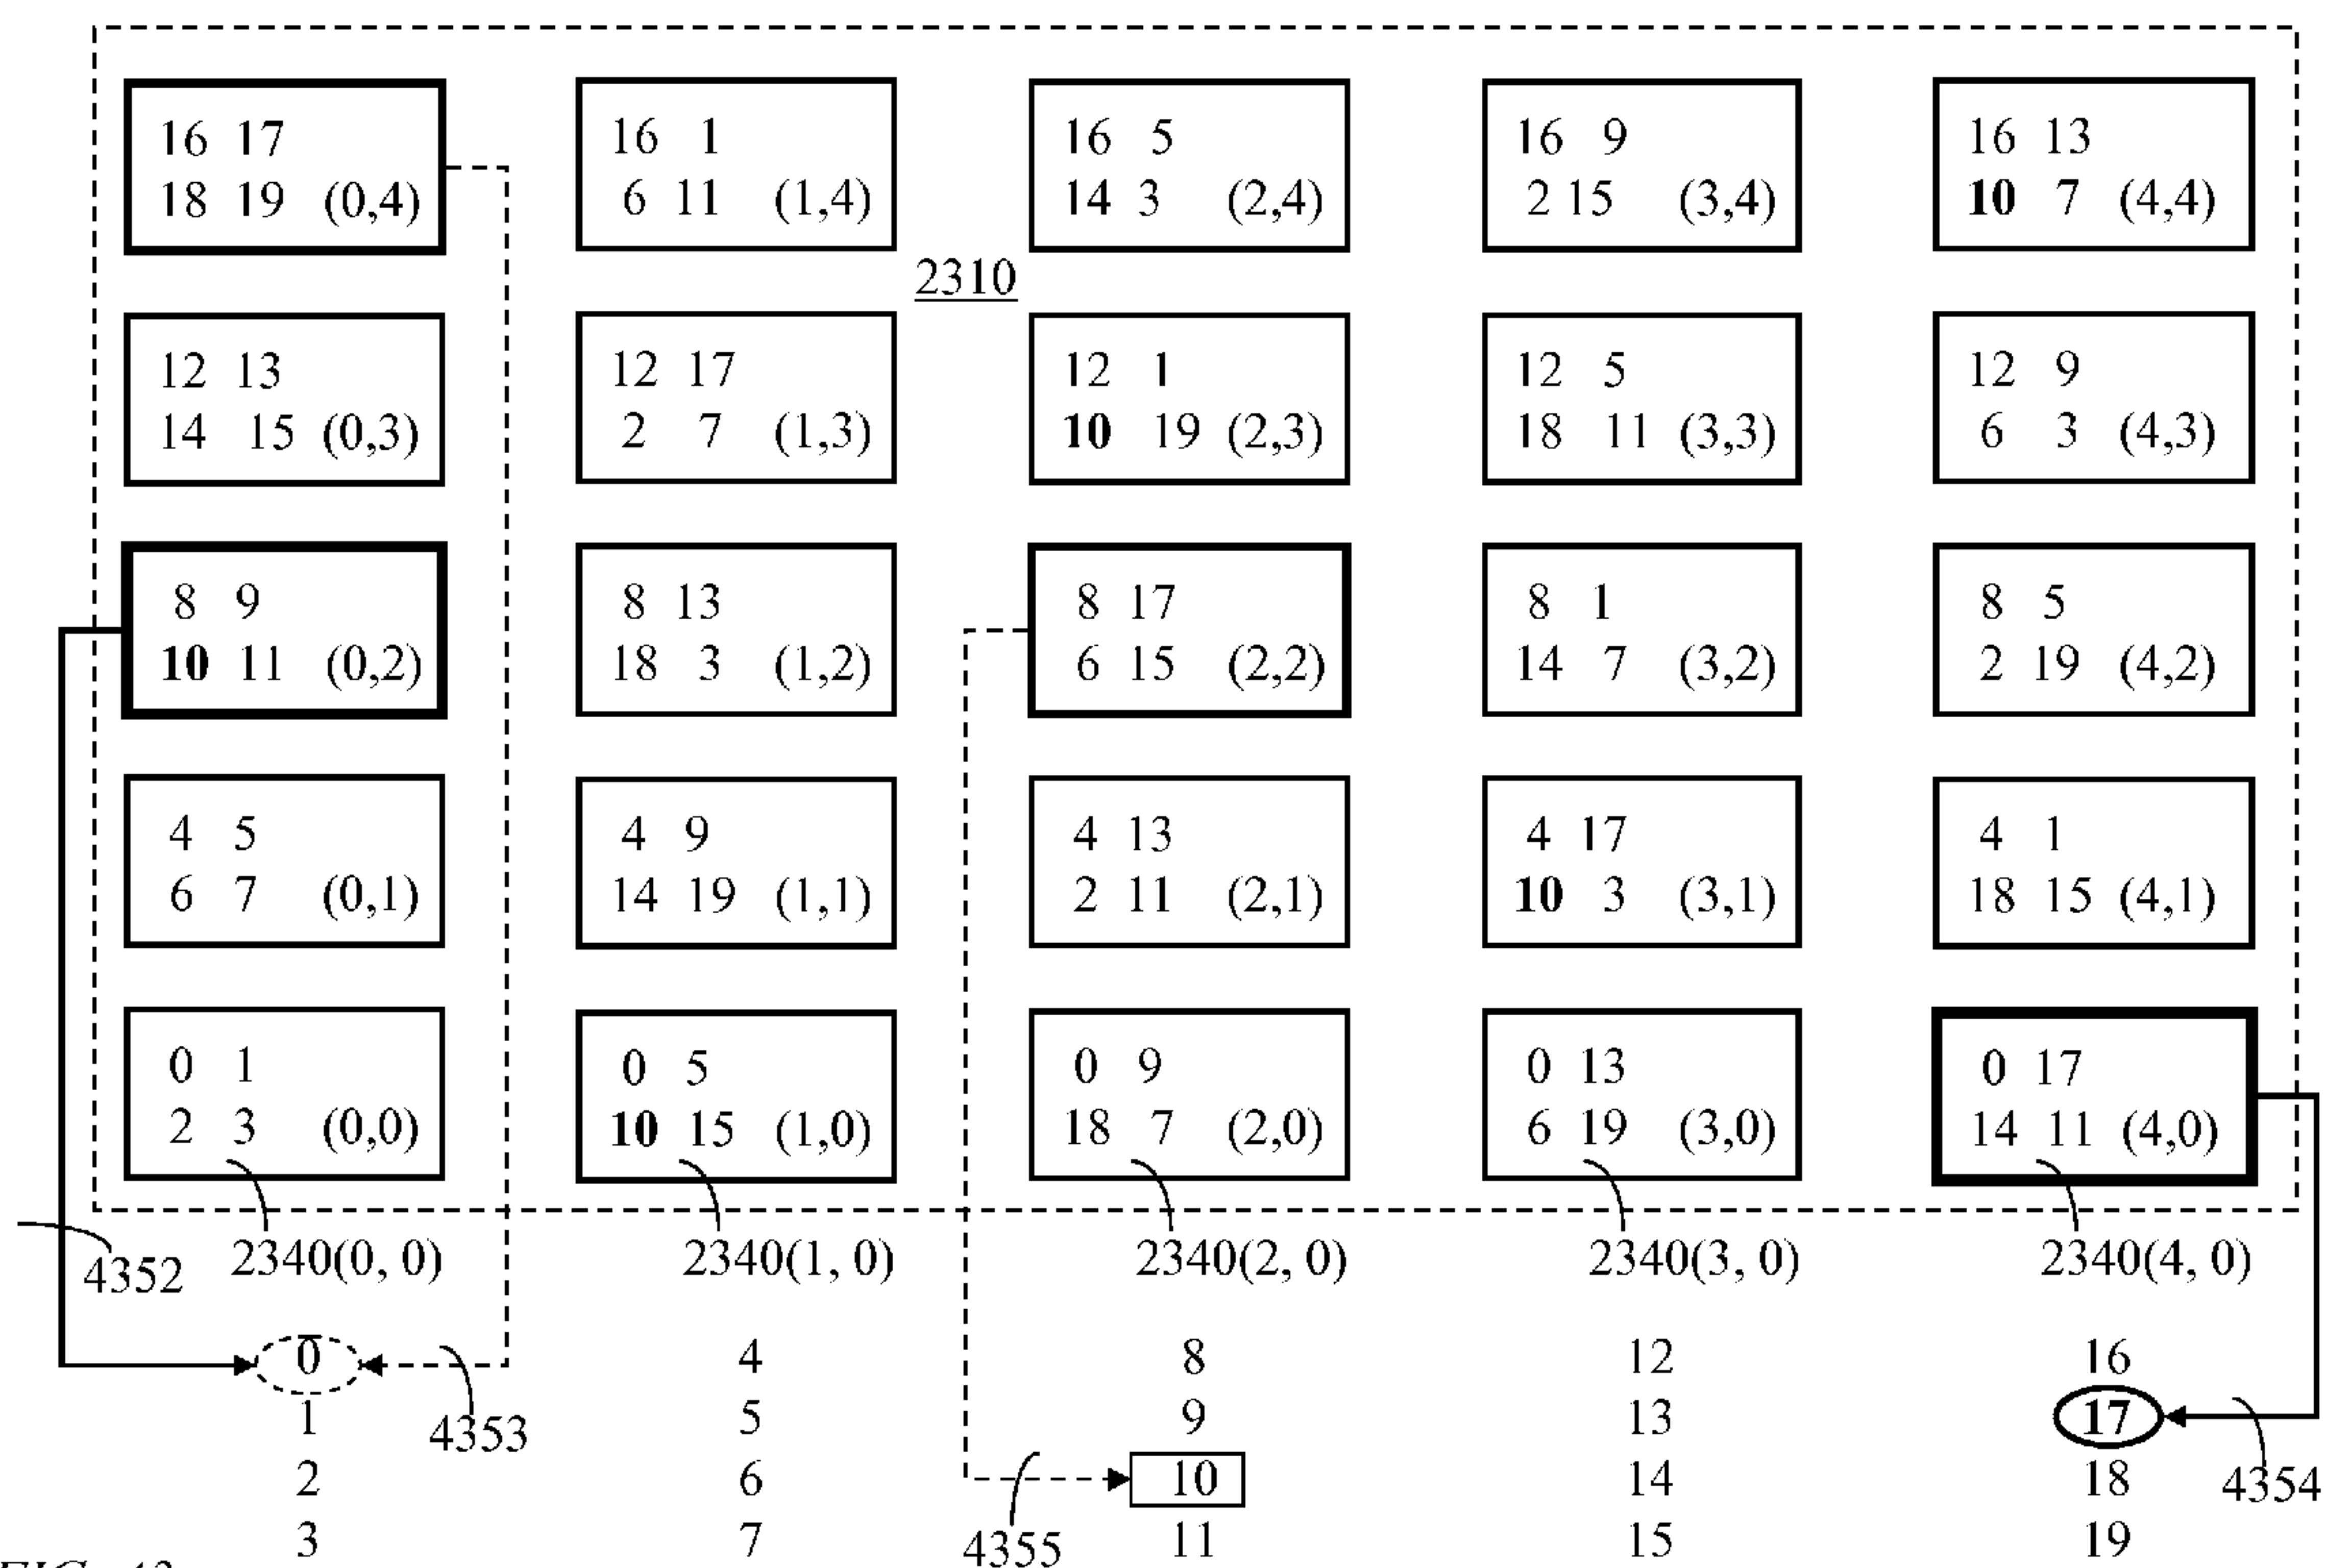 16 17 16 1 16 5 16 9 16 13
18 19 (0,4) 6 11 (1,4) 14 3 (2,4) 2 15 (3,4) 10 7 (4,4)
2310
12 13 12 17 12 1 12 5 12 9
14 15 (0,3) 2 7 (1,3) 10 19 (2,3) 18 11 (3,3) 6 3 (4,3)
8 9 8 13 8 17 8 1 8 5
10 11 (0,2) 18 3 (1,2) 6 15 (2,2) 14 7 (3,2) 2 19 (4,2)
4 5 4 9 4 13 4 17 4 1
6 7 (0,1) 14 19 (1,1) 2 11 (2,1) 10 3 (3,1) 18 15 (4,1)
0 1 0 5 0 9 0 13 0 17
2 3 (0,0) 10 15 (1,0) 18 7 (2,0) 6 19 (3,0) 14 11 (4,0)
4352 2340(0, 0) 2340(1, 0) 2340(2, 0) 2340(3, 0) 2340(4, 0)
0 4 8 12 16
1 4353 5 9 13 17
2 6 10 14 18 4354
3 7 4355 11 15 19